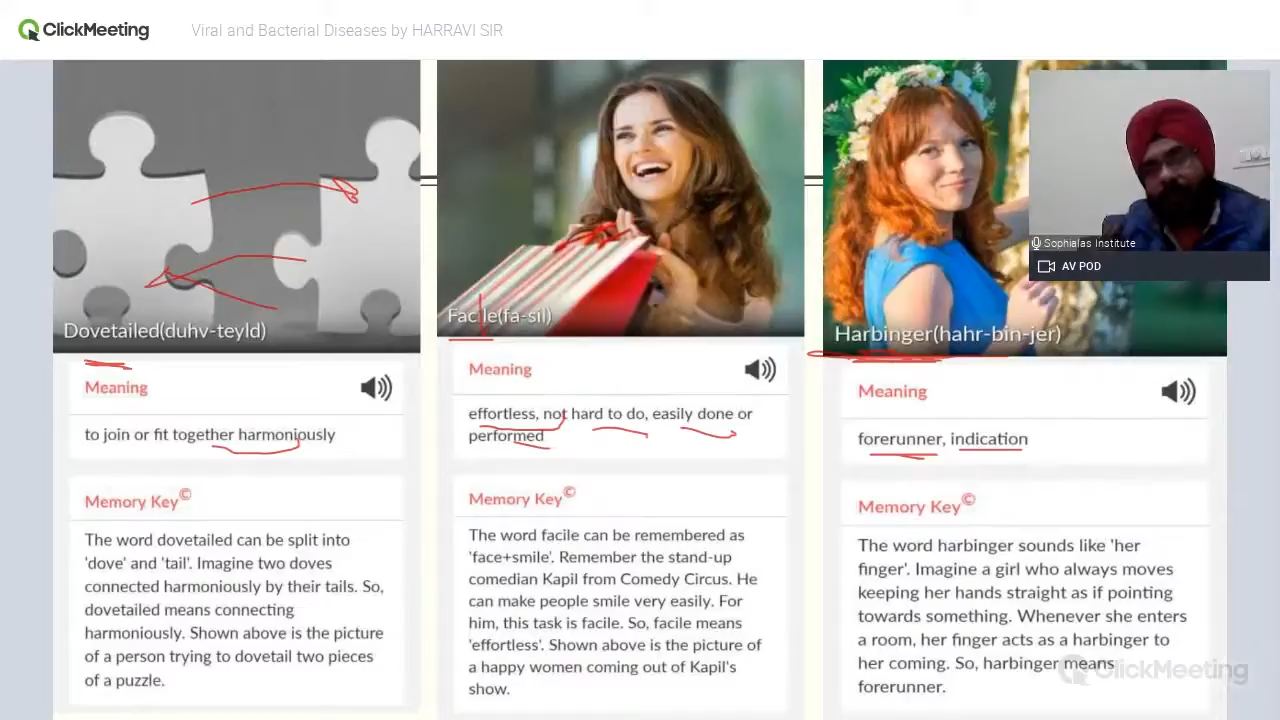 ClickMeeting
Viral and Bacterial Diseases by HARRAVI SIR
Dovetailed(duhv-teyld)
Meaning
to join or fit together harmoniously
Memory Key©
The word dovetailed can be split into
'dove' and 'tail'. Imagine two doves
connected harmoniously by their tails. So,
dovetailed means connecting
harmoniously. Shown above is the picture
of a person trying to dovetail two pieces
of a puzzle.
Facile(fa-sil)
Meaning
effortless, not hard to do, easily done or
performed
Memory Key©
The word facile can be remembered as
'face+smile'. Remember the stand-up
comedian Kapil from Comedy Circus. He
can make people smile very easily. For
him, this task is facile. So, facile means
'effortless'. Shown above is the picture of
a happy women coming out of Kapil's
show.
Harbinger(hahr-bin-jer)
Meaning
forerunner, indication
Memory Key©
The word harbinger sounds like 'her
finger'. Imagine a girl who always moves
keeping her hands straight as if pointing
towards something. Whenever she enters
a room, her finger acts as a harbinger to
her coming. So, harbinger means
forerunner.
Sophialas Institute
AV POD
ClickMeeting